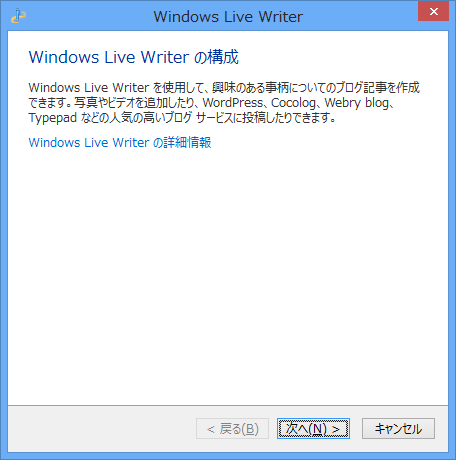 Windows Live Writer
Windows Live Writer の構成
Windows Live Writer を使用して、興味のある事柄についてのブログ記事を作成
できます。写真やビデオを追加したり、WordPress、Cocolog、Webry blog、
Typepad などの人気の高いブログ サービスに投稿したりできます。
Windows Live Writer の詳細情報
< 戻る(B)
次へ(N) >
キャンセル